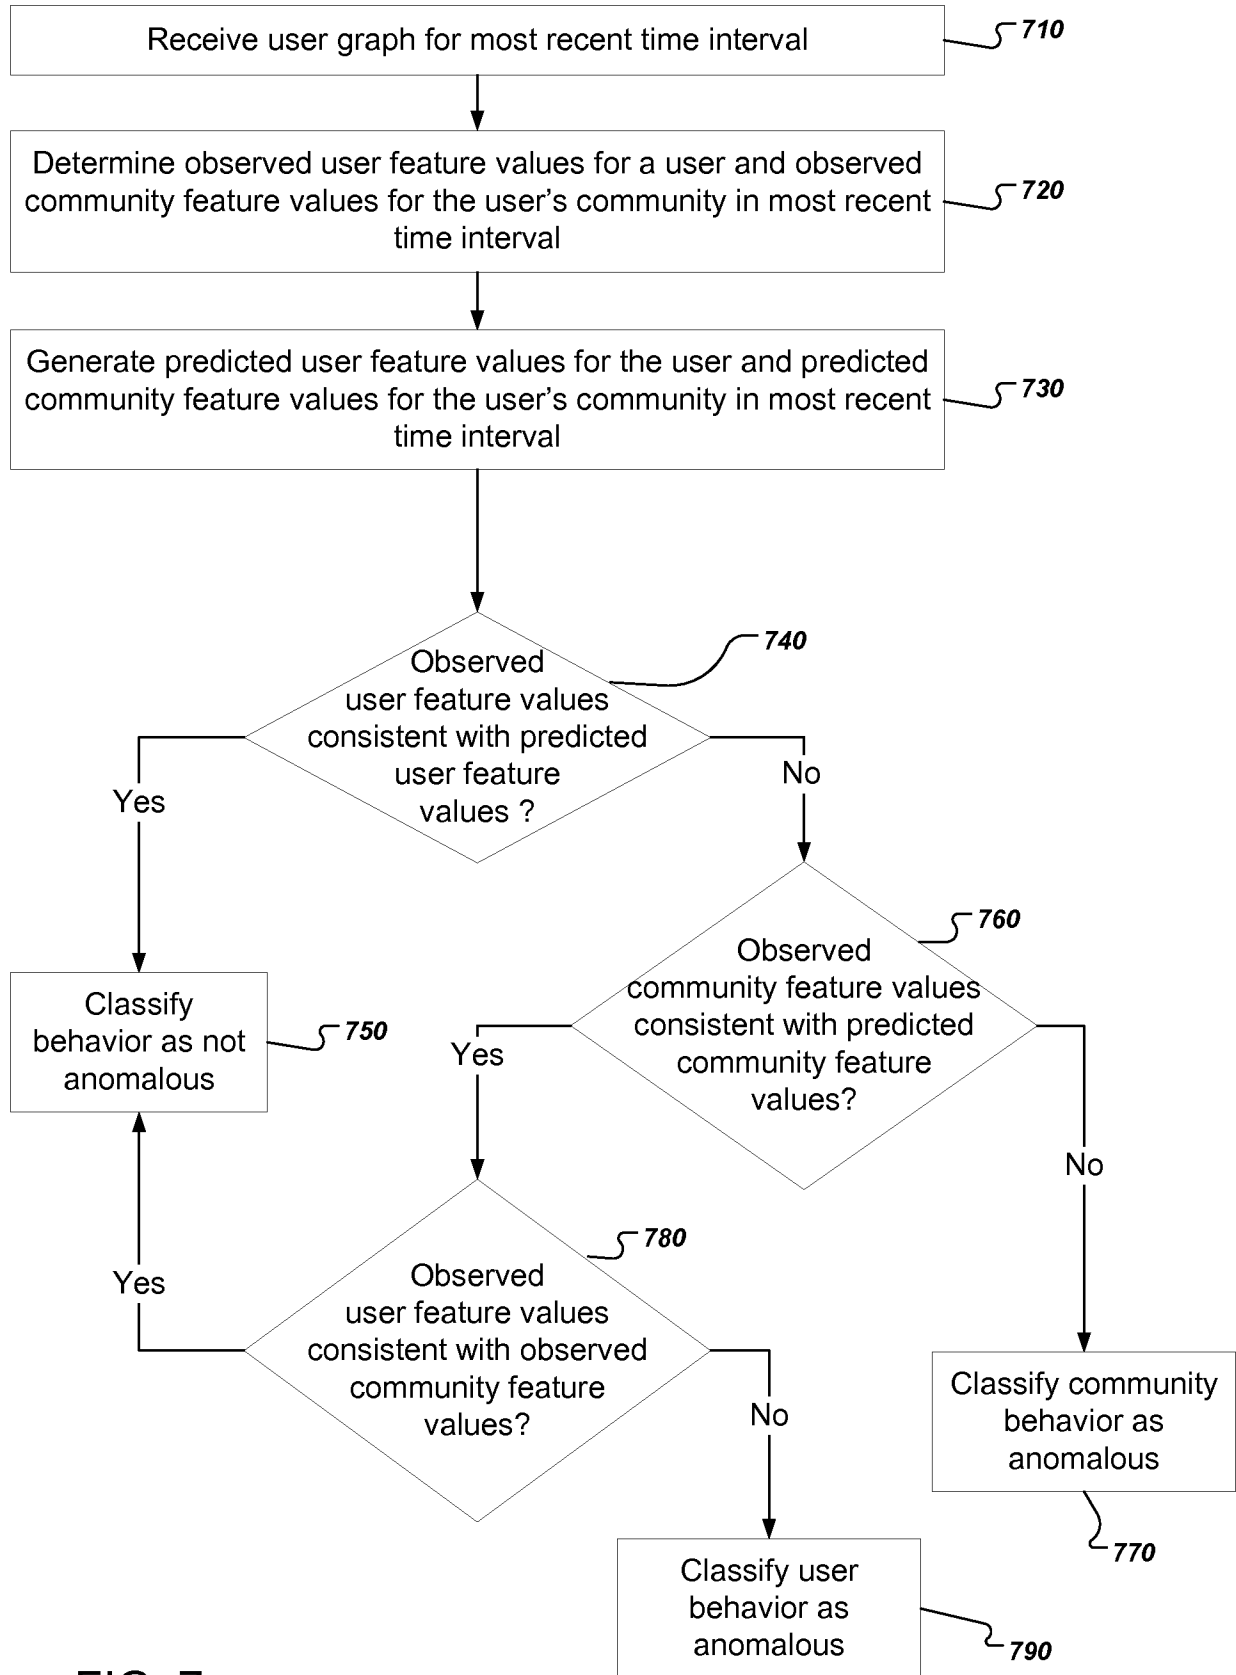 Receive user graph for most recent time interval
710
Determine observed user feature values for a user and observed
community feature values for the user's community in most recent
time interval
720
Generate predicted user feature values for the user and predicted
community feature values for the user's community in most recent
time interval
730
Observed
user feature values
consistent with predicted
user feature
values ?
740
Yes
No
Observed
community feature values
consistent with predicted
community feature
values?
760
Classify
behavior as not
anomalous
750
Yes
No
Observed
user feature values
consistent with observed
community feature
values?
780
Yes
No
Classify community
behavior as
anomalous
770
Classify user
behavior as
anomalous
790